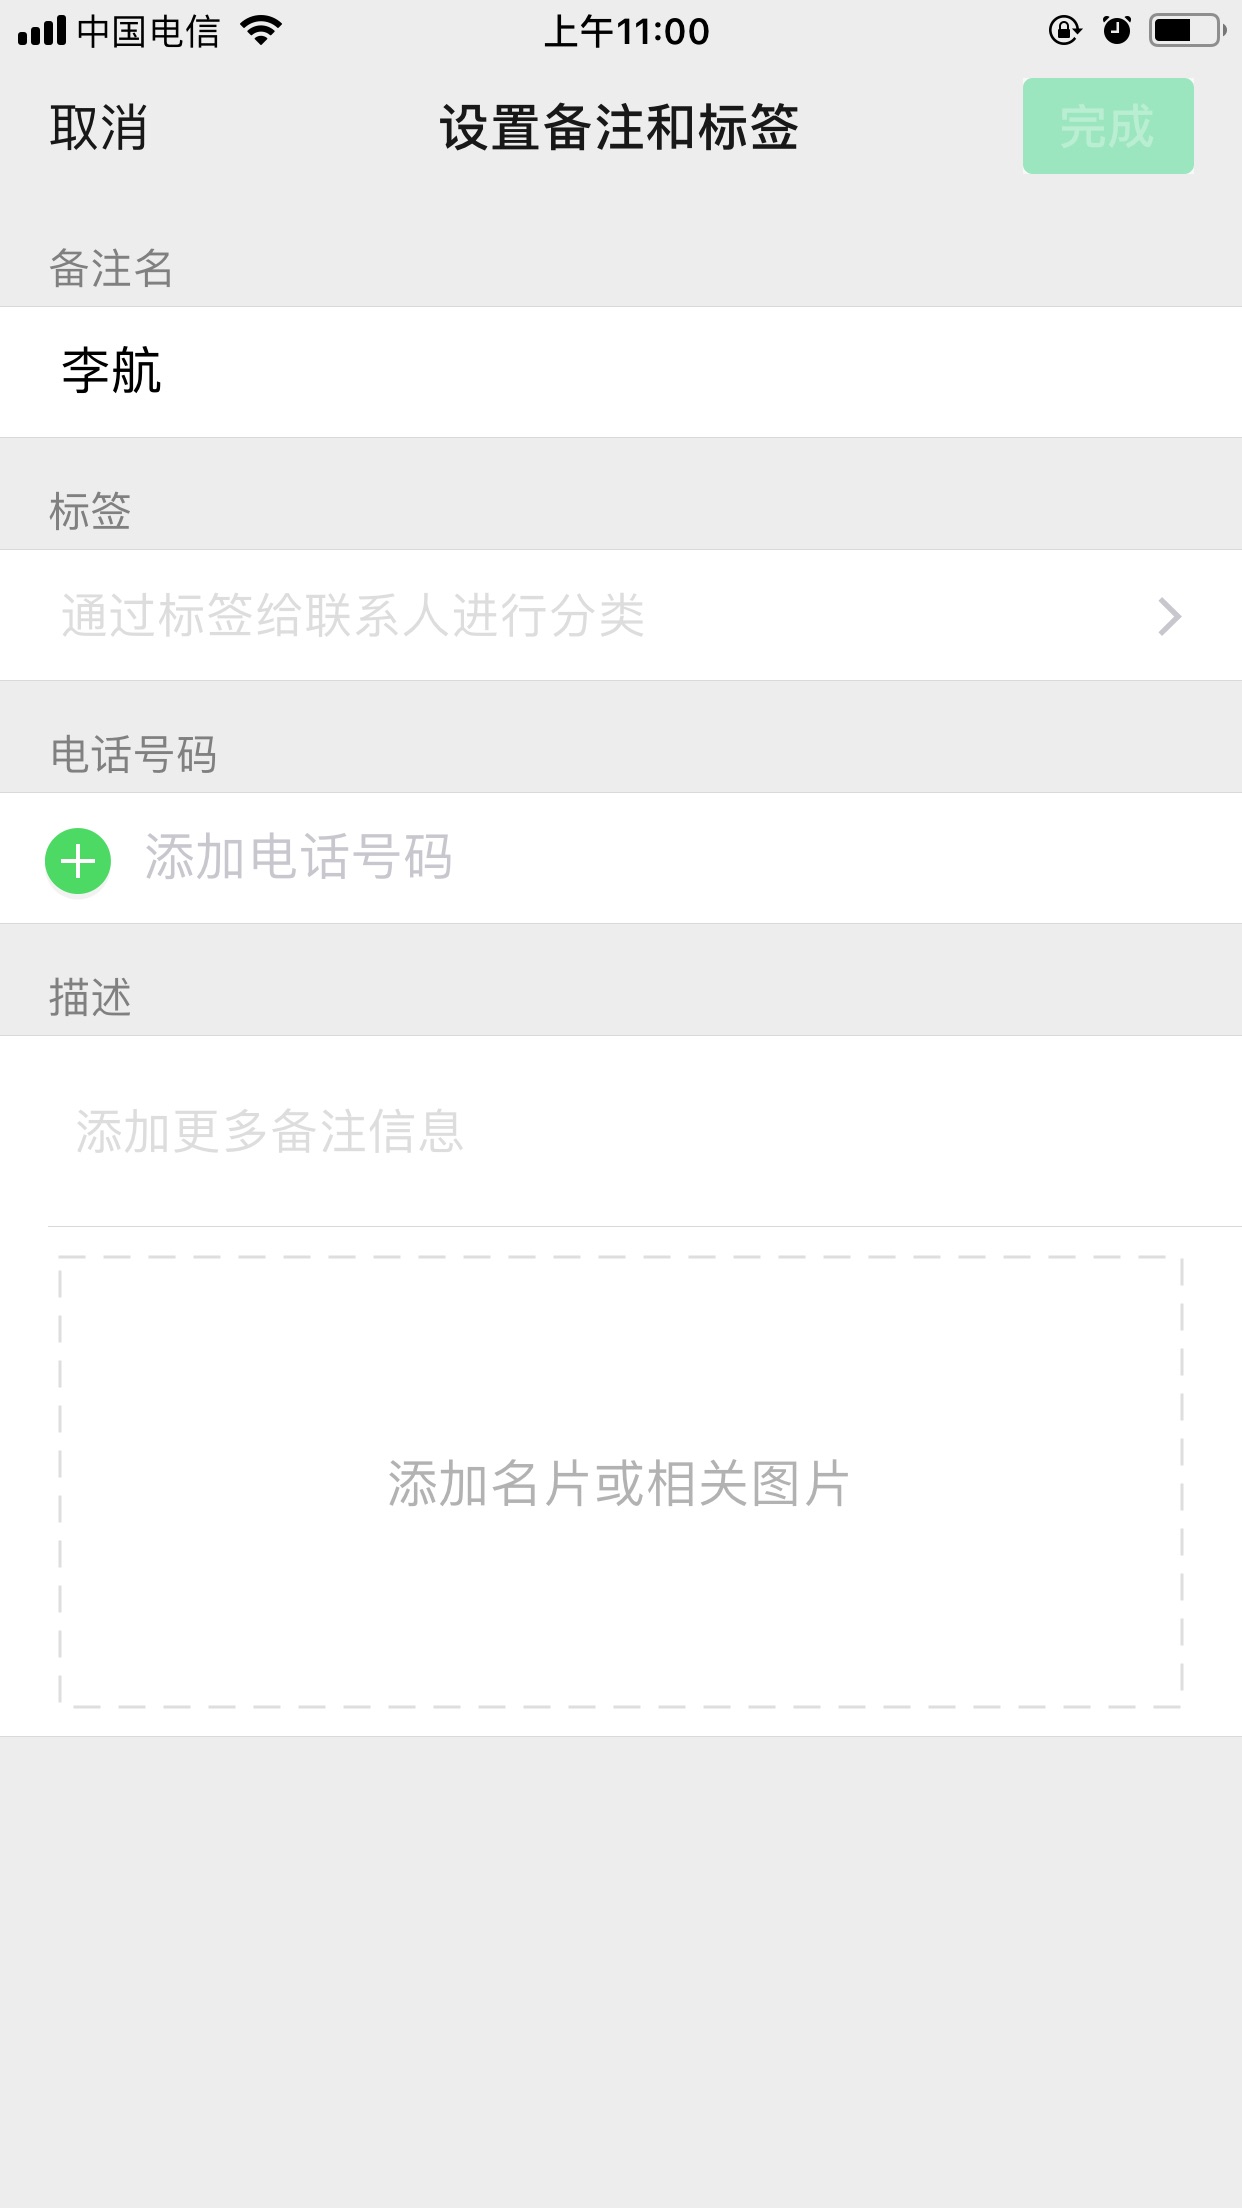 中国电信 上午11:00
取消 设置备注和标签 完成
备注名
李航
标签
通过标签给联系人进行分类
电话号码
添加电话号码
描述
添加更多备注信息
添加名片或相关图片